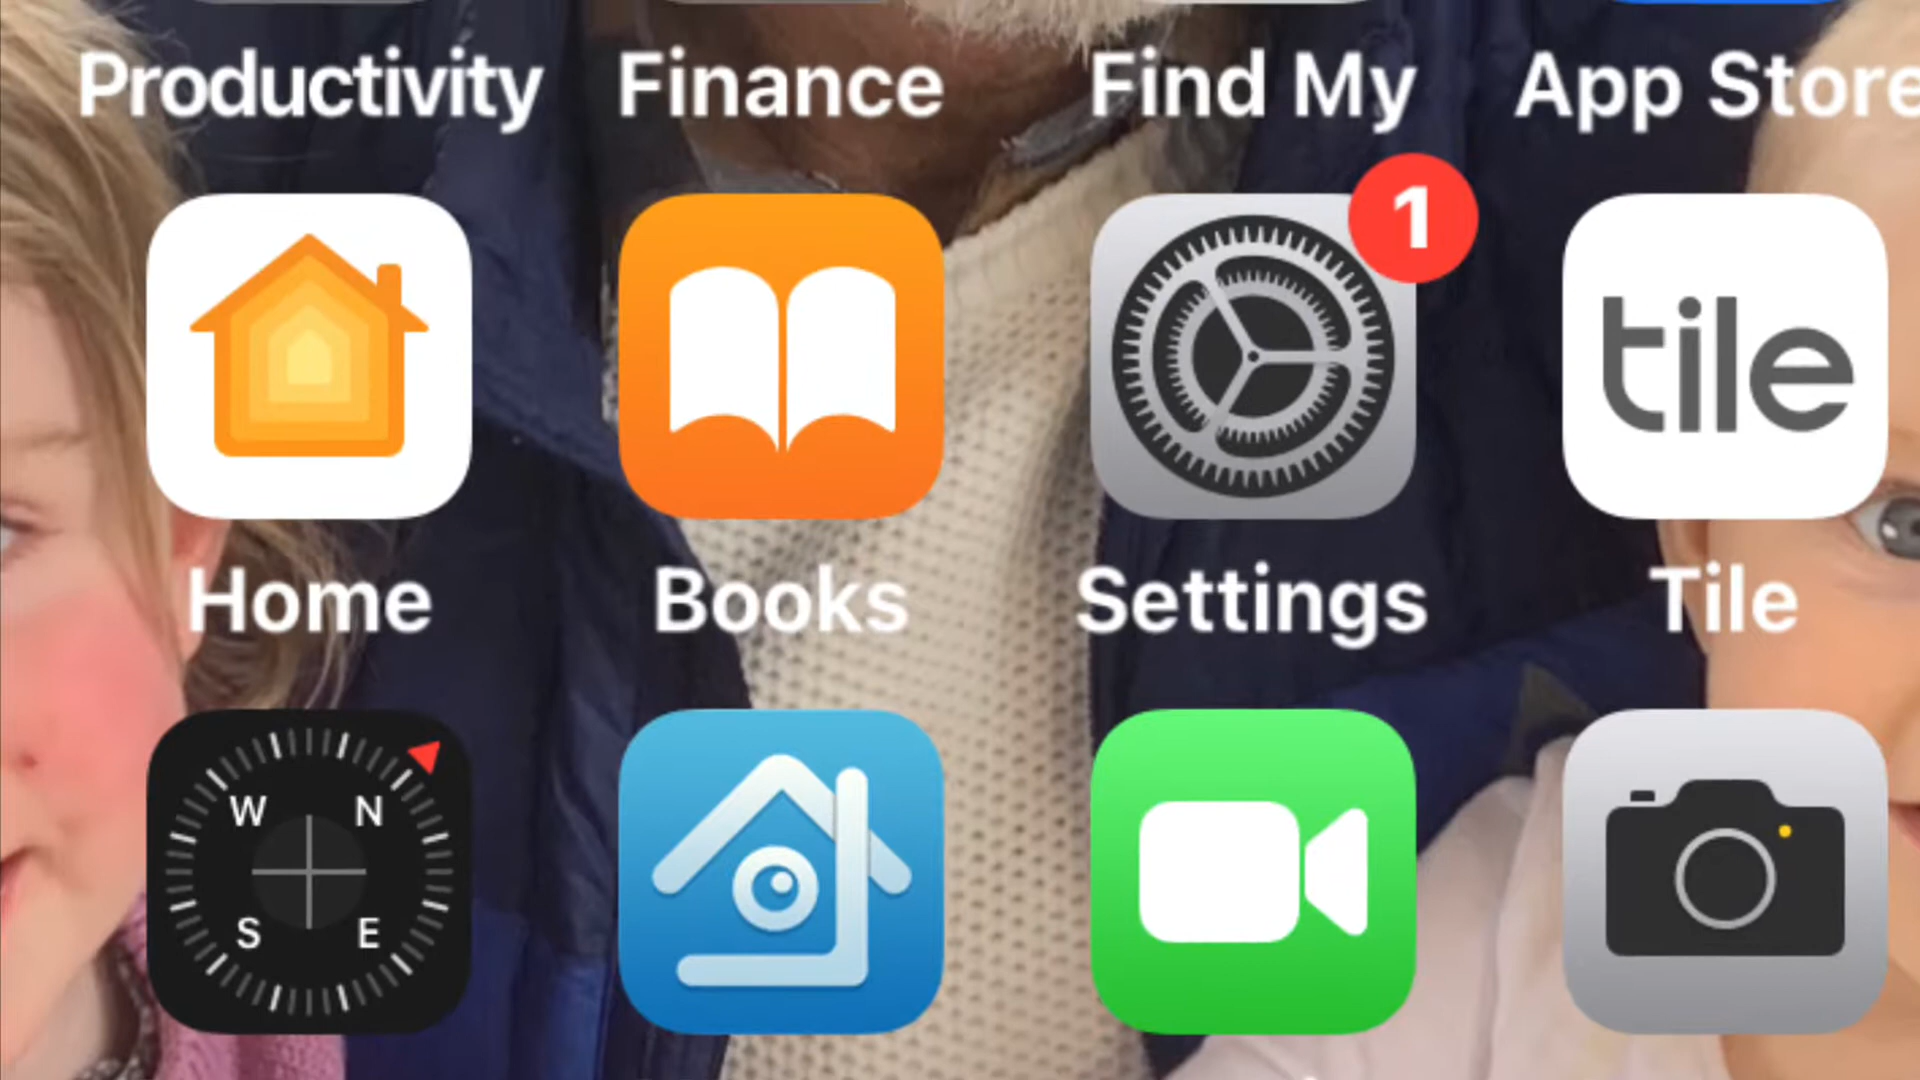 Productivity Finance Find My App Store
1
tile
Home Books Settings Tile
W N
S E